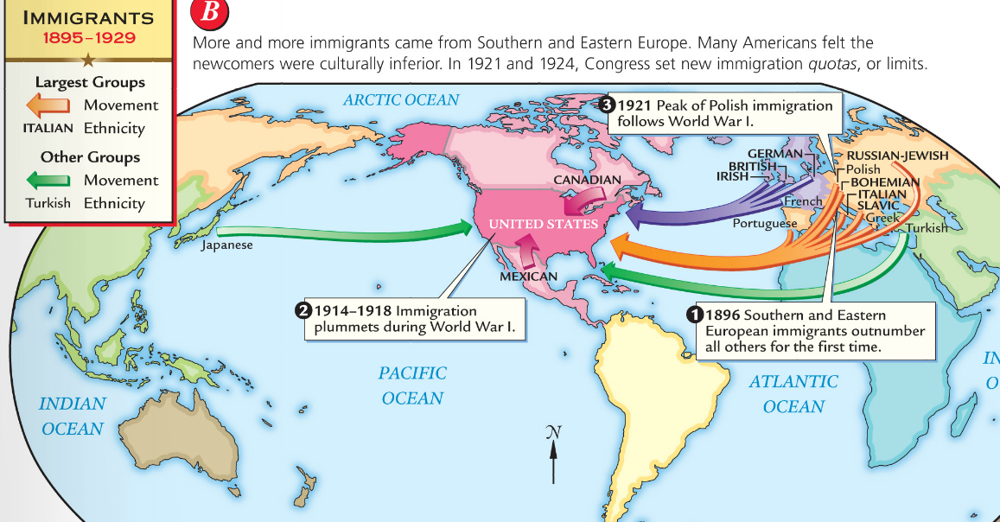 IMMIGRANTS
1895–1929
Largest Groups
Movement
ITALIAN Ethnicity
Other Groups
Movement
Turkish Ethnicity
B
More and more immigrants came from Southern and Eastern Europe. Many Americans felt the
newcomers were culturally inferior. In 1921 and 1924, Congress set new immigration quotas, or limits.
ARCTIC OCEAN
3 1921 Peak of Polish immigration
follows World War I.
GERMAN
BRITISH
IRISH
French
Portuguese
RUSSIAN-JEWISH
Polish
BOHEMIAN
ITALIAN
SLAVIC
Greek
Turkish
CANADIAN
UNITED STATES
MEXICAN
Japanese
2 1914–1918 Immigration
plummets during World War I.
1 1896 Southern and Eastern
European immigrants outnumber
all others for the first time.
PACIFIC
OCEAN
ATLANTIC
OCEAN
INDIAN
OCEAN
IN
O
N